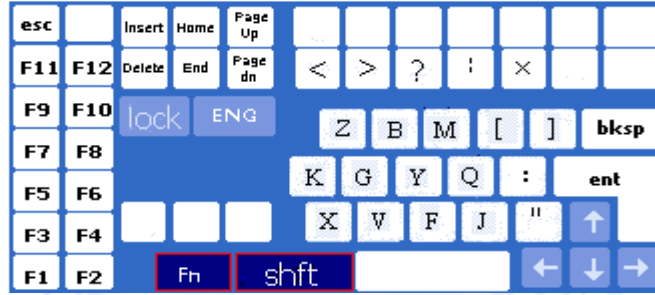 esc Insert Home Page Up
F11 F12 Delete End Page dn < > ? ¦ ×
F9 F10 lock ENG Z B M [ ] bksp
F7 F8 K G Y Q : ent
F5 F6
F3 F4 X V F J "
F1 F2 Fn shft